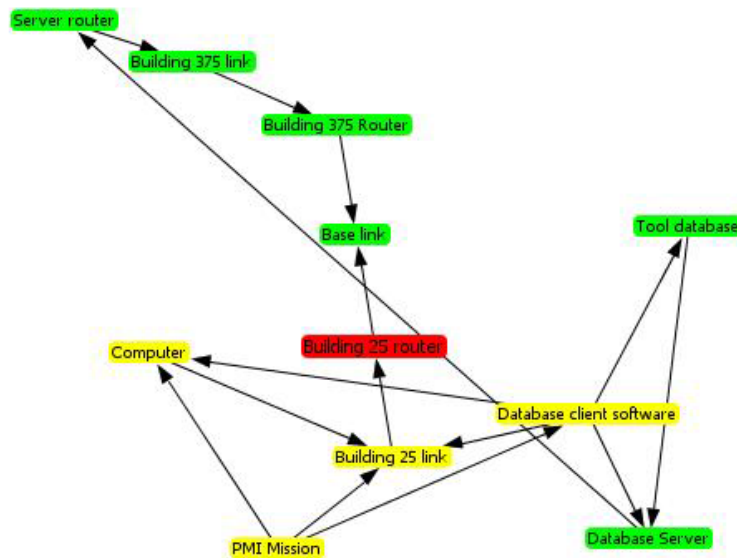 Server router
Building 375 link
Building 375 Router
Tool database
Base link
Building 25 router
Computer
Database client software
Building 25 link
Database Server
PMI Mission